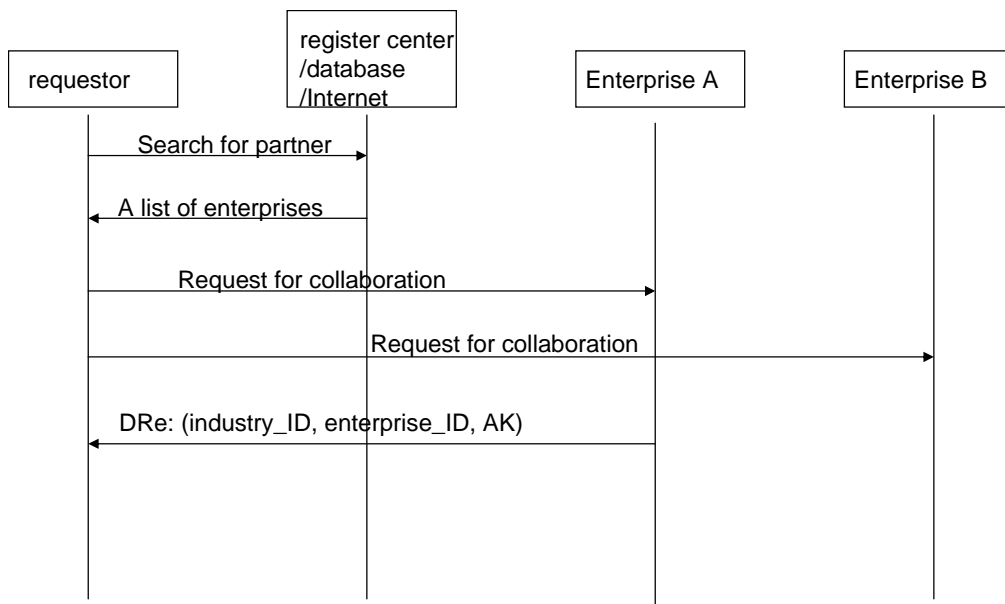 requestor
register center
/database
/Internet
Enterprise A
Enterprise B
Search for partner
A list of enterprises
Request for collaboration
Request for collaboration
DRe: (industry_ID, enterprise_ID, AK)